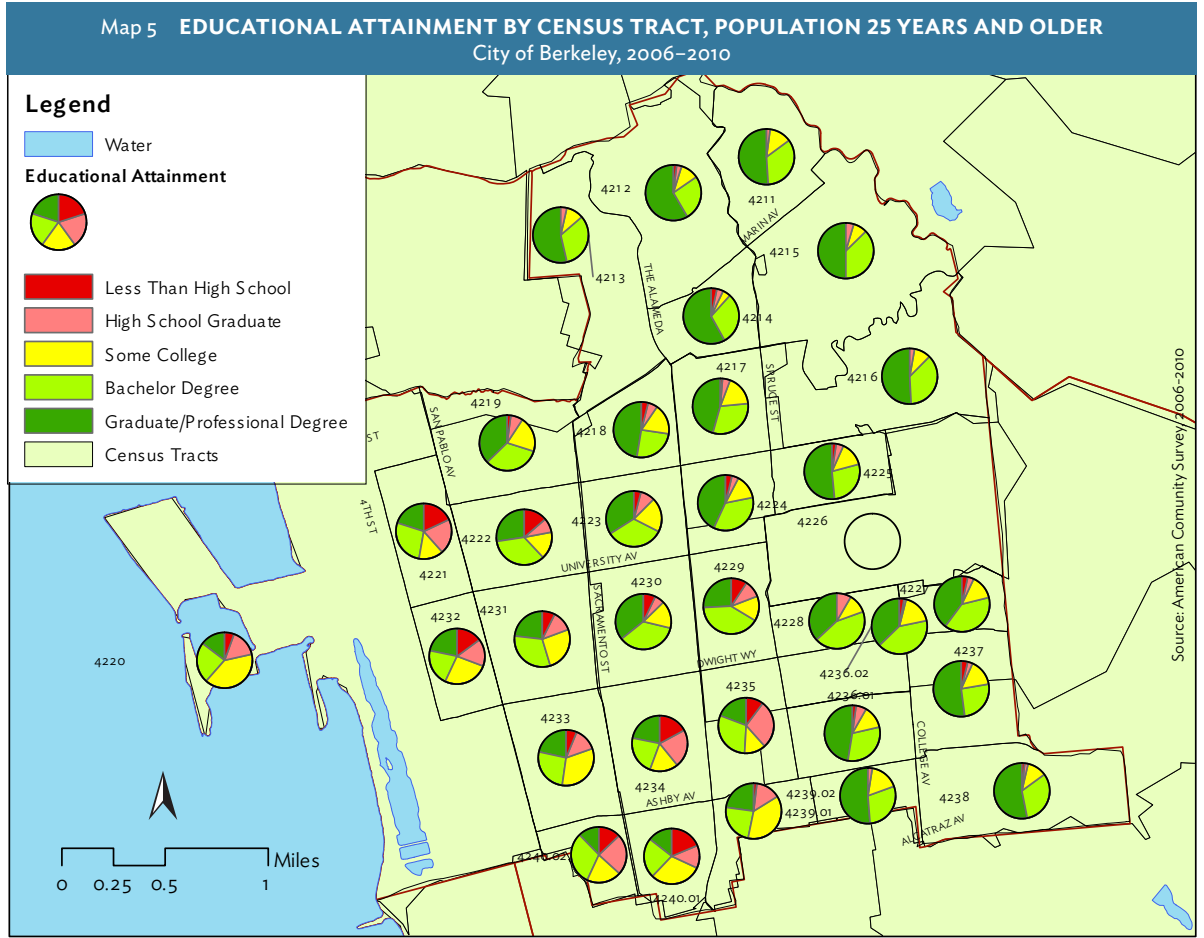 Map 5 EDUCATIONAL ATTAINMENT BY CENSUS TRACT, POPULATION 25 YEARS AND OLDER
City of Berkeley, 2006–2010
Legend
Water
Educational Attainment
Less Than High School
High School Graduate
Some College
Bachelor Degree
Graduate/Professional Degree
Census Tracts
4212
4211
MARIN AV
4215
4213
THE ALAMEDA
4214
4217
SPRUCE ST
4216
4219
SAN PABLO AV
4218
ST
4225
4TH ST
4224
4223
4222
4226
UNIVERSITY AV
4221
4229
4230
4227
SACRAMENTO ST
4231
4232
4228
4237
4220
DWIGHT WY
4236.02
4235
4236.01
4233
COLLEGE AV
4234
4239.02
ASHBY AV
4238
4239.01
ALCATRAZ AV
4240.02
4240.01
Miles
0 0.25 0.5 1
Source: American Comunity Survey, 2006-2010